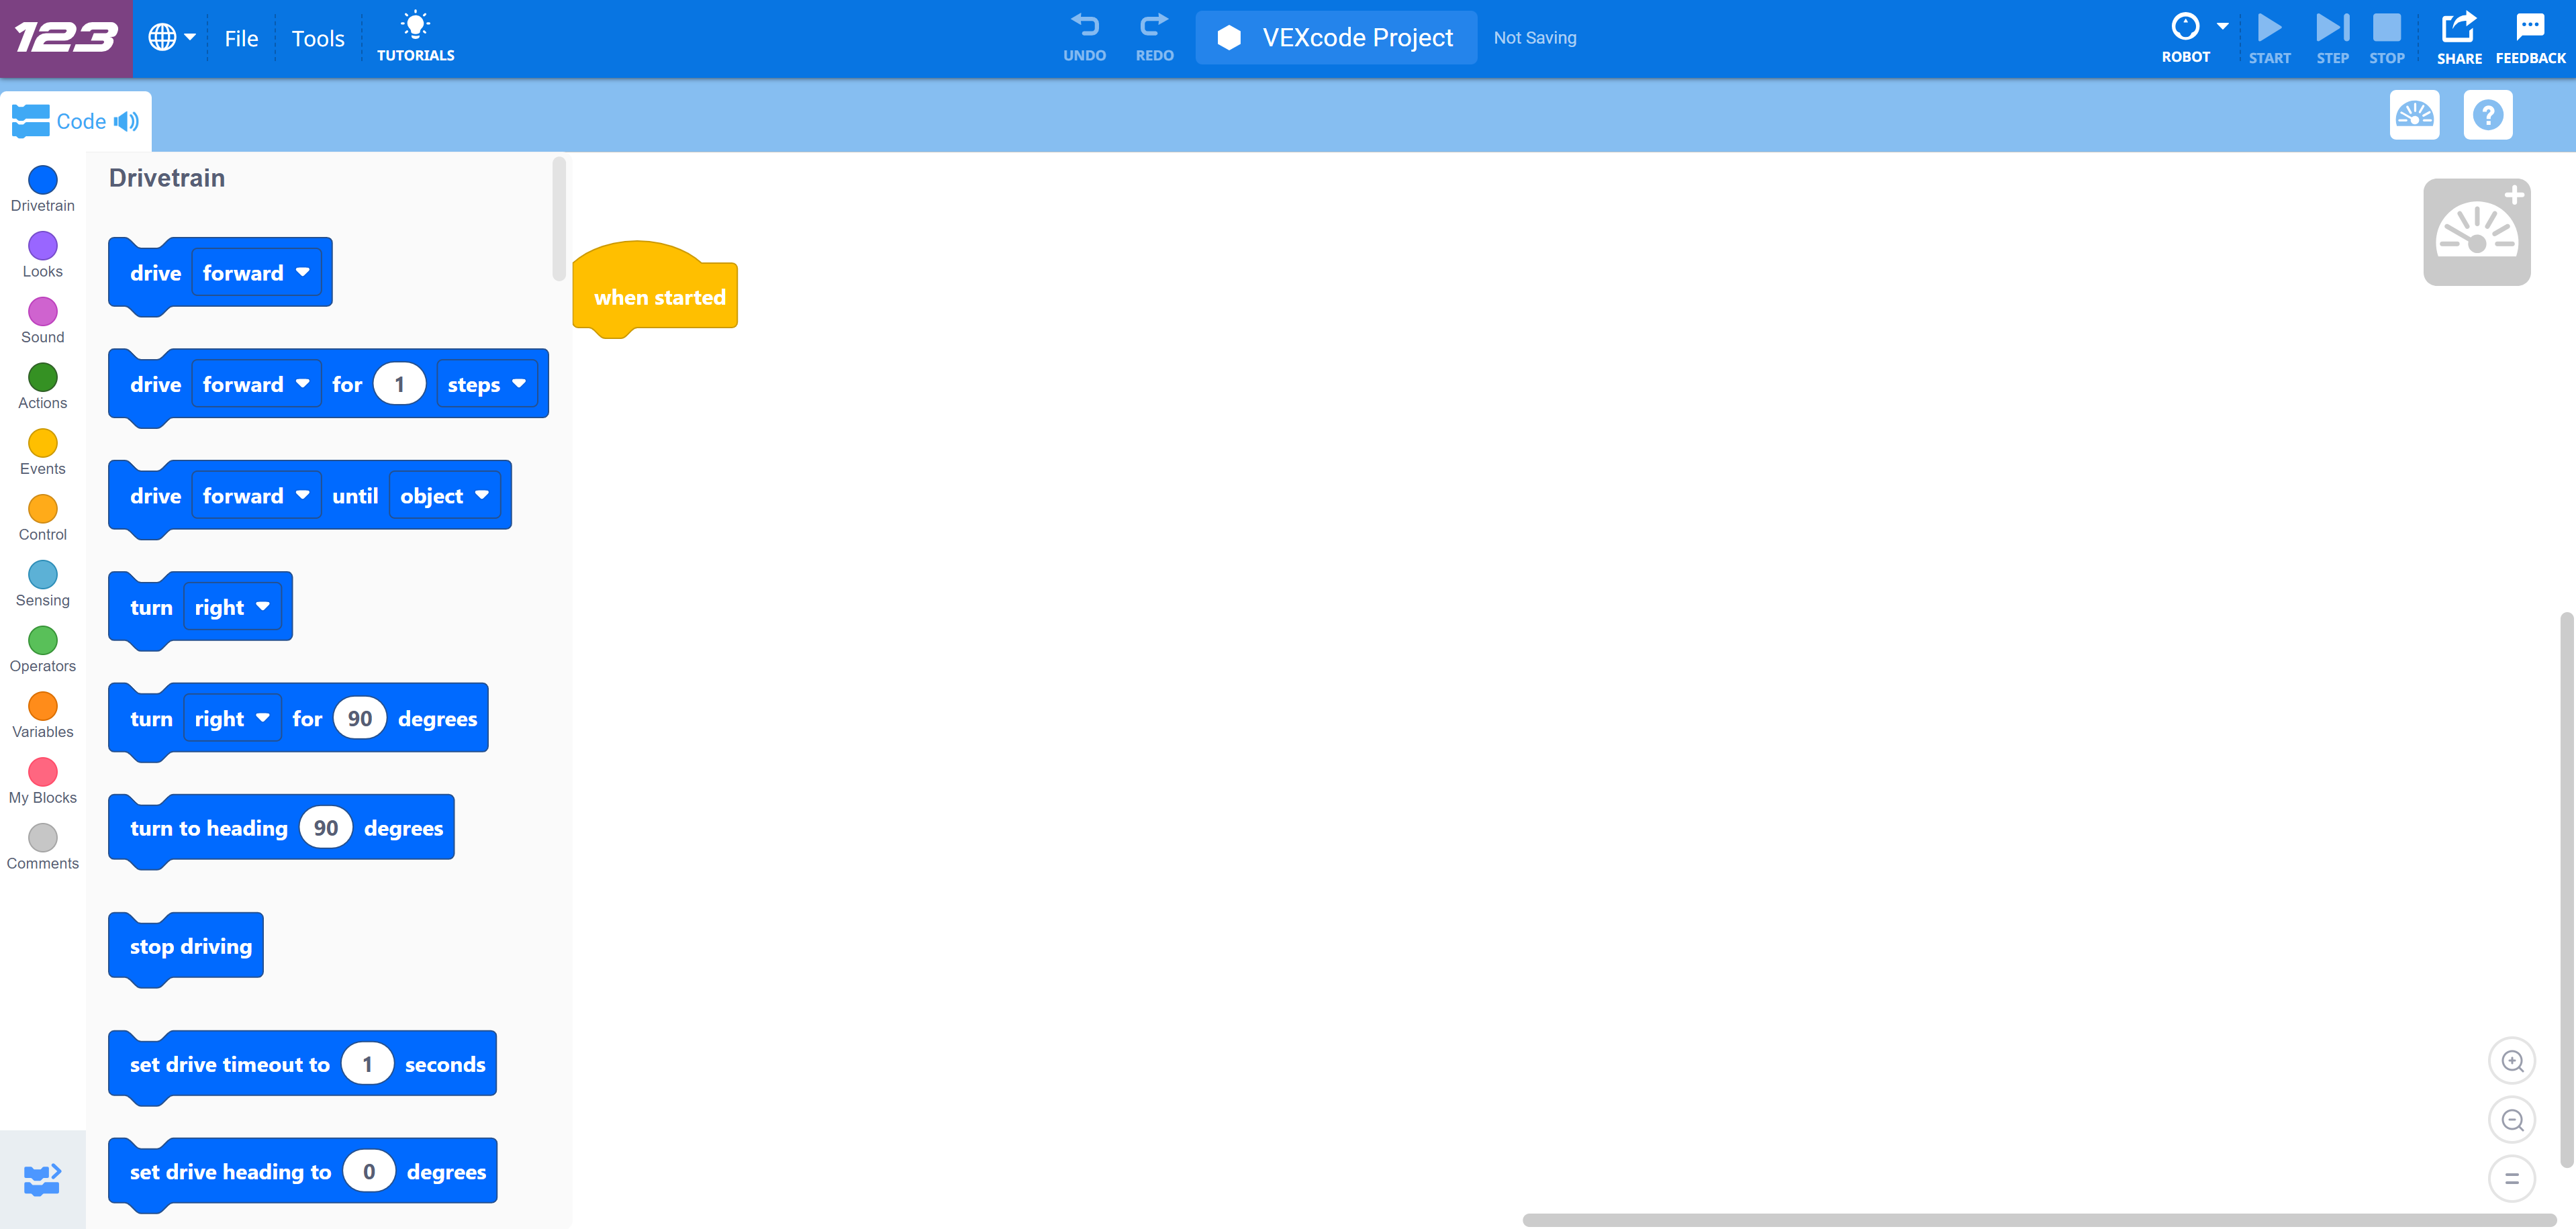 123
File
Tools
TUTORIALS
UNDO
REDO
VEXcode Project
Not Saving
ROBOT
START
STEP
STOP
SHARE
FEEDBACK
Code
?
Drivetrain
Looks
Sound
Actions
Events
Control
Sensing
Operators
Variables
My Blocks
Comments
Drivetrain
drive forward
drive forward for 1 steps
drive forward until object
turn right
turn right for 90 degrees
turn to heading 90 degrees
stop driving
set drive timeout to 1 seconds
set drive heading to 0 degrees
when started